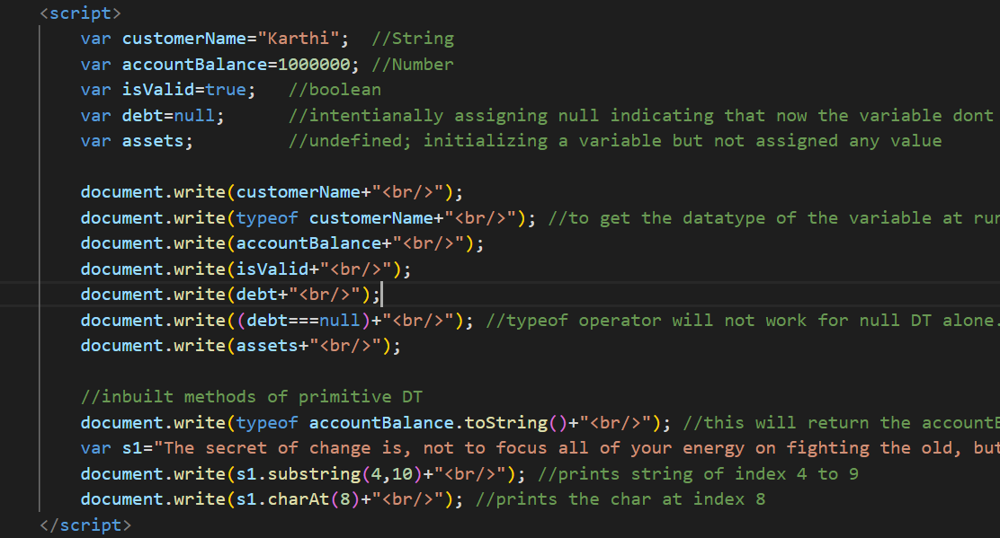 <script>
var customerName="Karthi";  //String
var accountBalance=1000000; //Number
var isValid=true;   //boolean
var debt=null;      //intentianally assigning null indicating that now the variable dont
var assets;         //undefined; initializing a variable but not assigned any value
document.write(customerName+"<br/>");
document.write(typeof customerName+"<br/>"); //to get the datatype of the variable at run
document.write(accountBalance+"<br/>");
document.write(isValid+"<br/>");
document.write(debt+"<br/>");
document.write((debt===null)+"<br/>"); //typeof operator will not work for null DT alone.
document.write(assets+"<br/>");
//inbuilt methods of primitive DT
document.write(typeof accountBalance.toString()+"<br/>"); //this will return the accountB
var s1="The secret of change is, not to focus all of your energy on fighting the old, but
document.write(s1.substring(4,10)+"<br/>"); //prints string of index 4 to 9
document.write(s1.charAt(8)+"<br/>"); //prints the char at index 8
</script>